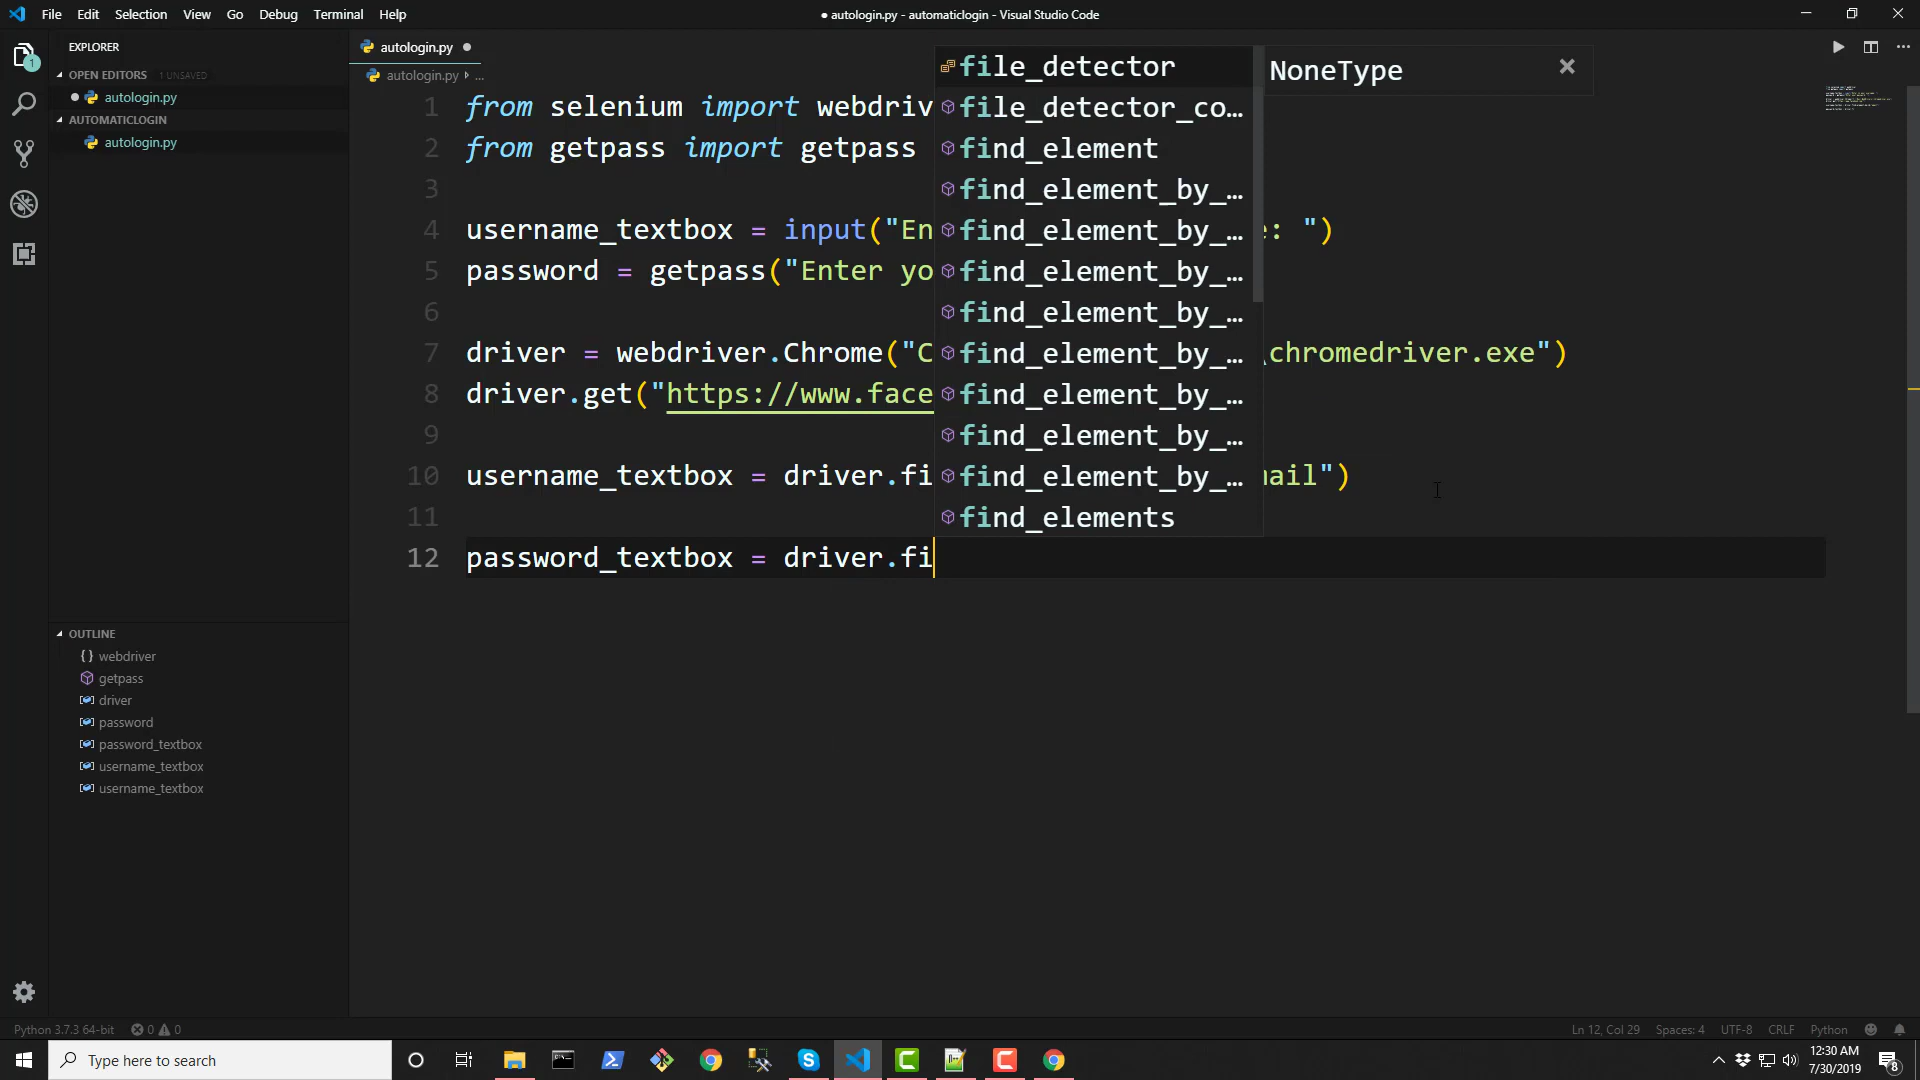 File Edit Selection View Go Debug Terminal Help
● autologin.py - automaticlogin - Visual Studio Code
EXPLORER
OPEN EDITORS 1 UNSAVED
autologin.py
AUTOMATICLOGIN
autologin.py
OUTLINE
webdriver
getpass
driver
password
password_textbox
username_textbox
username_textbox
autologin.py
autologin.py ...
1 from selenium import webdriv
2 from getpass import getpass
3
4 username_textbox = input("En e: ")
5 password = getpass("Enter yo
6
7 driver = webdriver.Chrome("C \chromedriver.exe")
8 driver.get("https://www.face
9
10 username_textbox = driver.fi mail")
11
12 password_textbox = driver.fi
file_detector
file_detector_co...
find_element
find_element_by_...
find_element_by_...
find_element_by_...
find_element_by_...
find_element_by_...
find_element_by_...
find_element_by_...
find_element_by_...
find_elements
NoneType
Python 3.7.3 64-bit 0 0
Ln 12, Col 29 Spaces: 4 UTF-8 CRLF Python
Type here to search
12:30 AM
7/30/2019
8
1